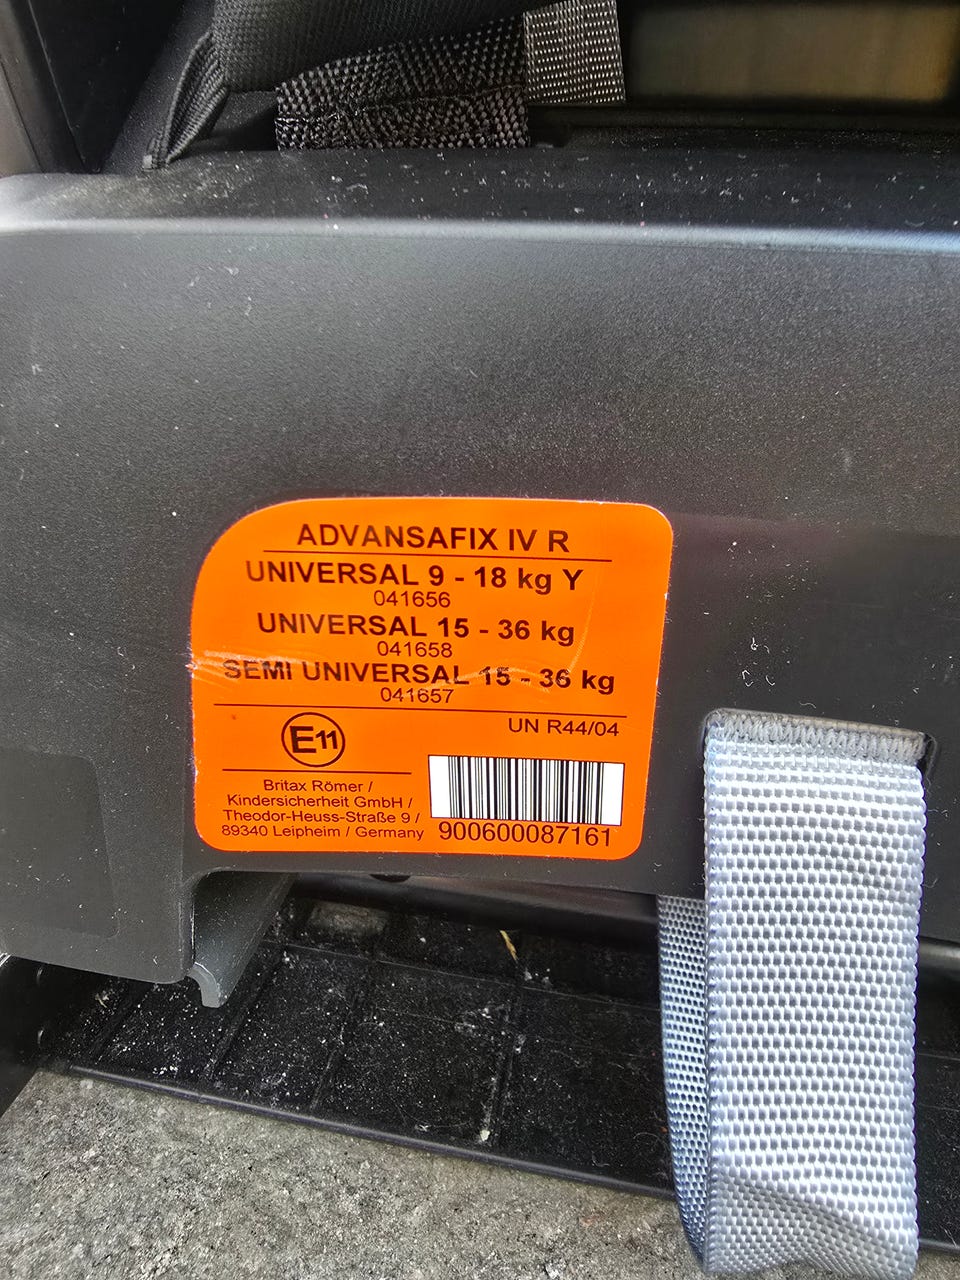 ADVANSAFIX IV R
UNIVERSAL 9 - 18 kg Y
041656
UNIVERSAL 15 - 36 kg
041658
SEMI UNIVERSAL 15 - 36 kg
041657
UN R44/04
E11
Britax Römer /
Kindersicherheit GmbH /
Theodor-Heuss-Straße 9 /
89340 Leipheim / Germany
900600087161